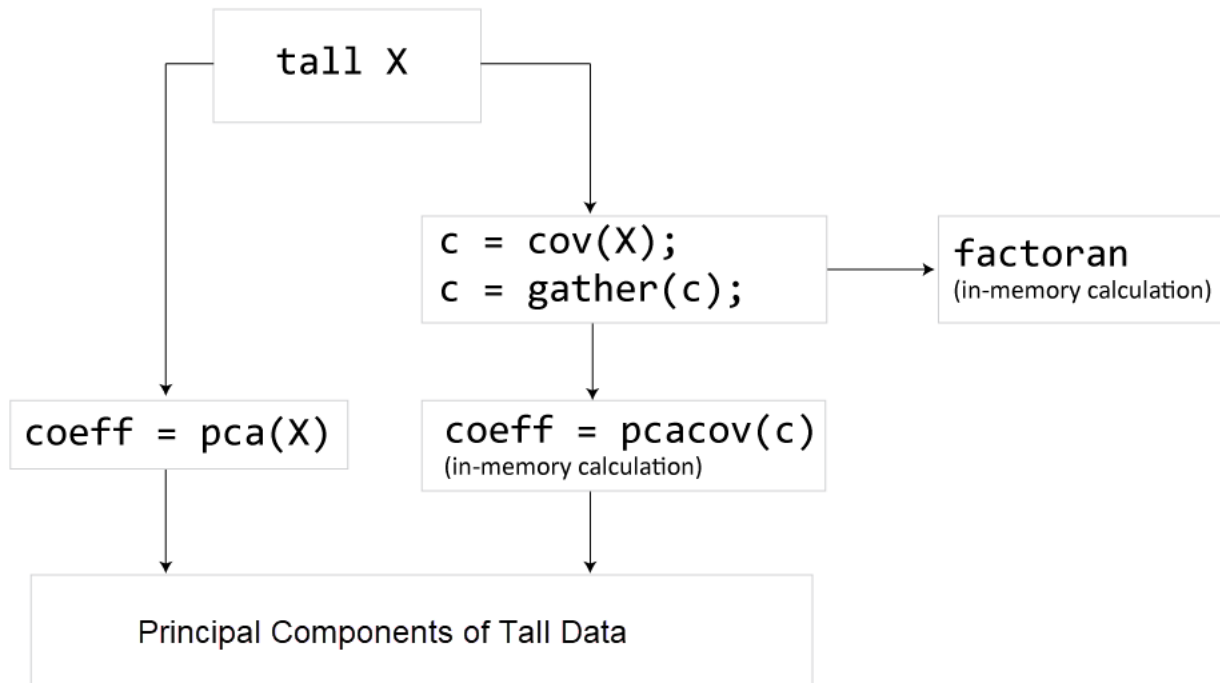 tall X
c = cov(X);
c = gather(c);
factoran
(in-memory calculation)
coeff = pca(X)
coeff = pcacov(c)
(in-memory calculation)
Principal Components of Tall Data